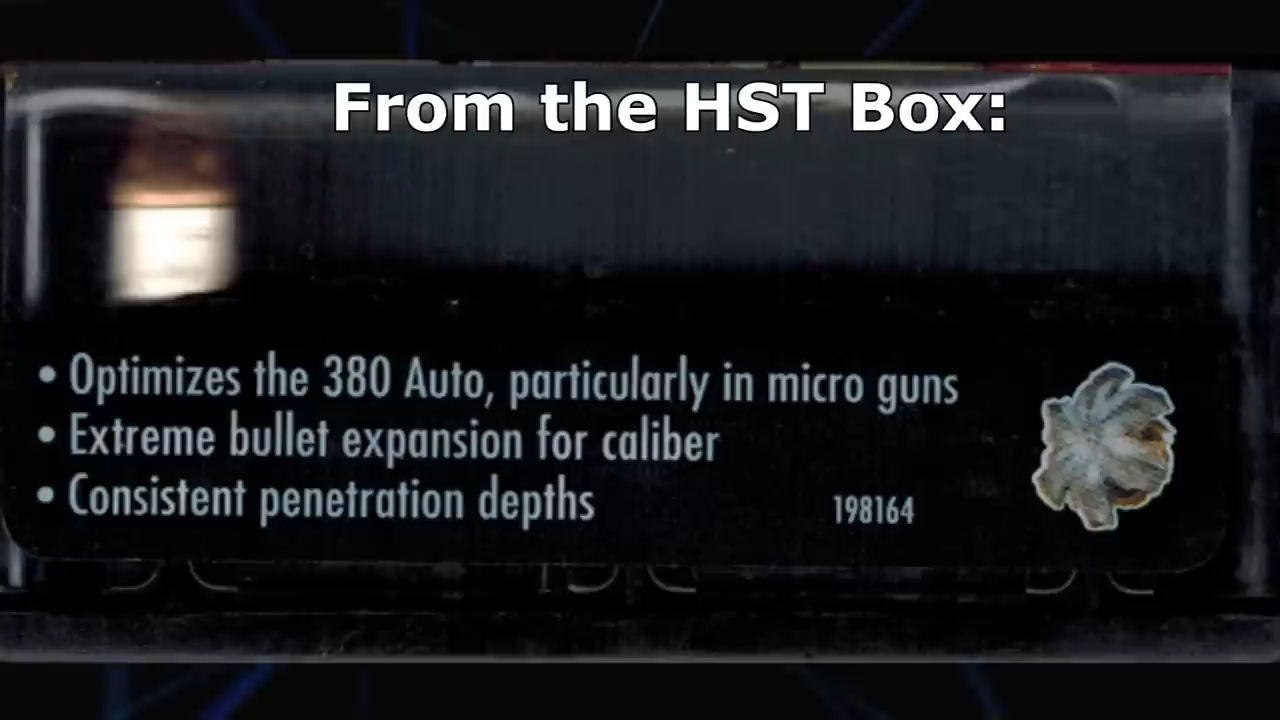 From the HST Box:
• Optimizes the 380 Auto, particularly in micro guns
• Extreme bullet expansion for caliber
• Consistent penetration depths
198164